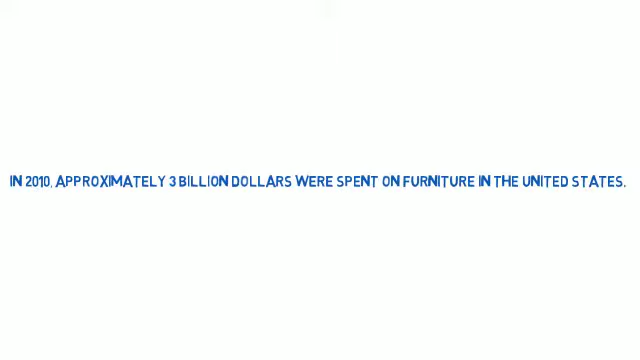 IN 2010, APPROXIMATELY 3 BILLION DOLLARS WERE SPENT ON FURNITURE IN THE UNITED STATES.